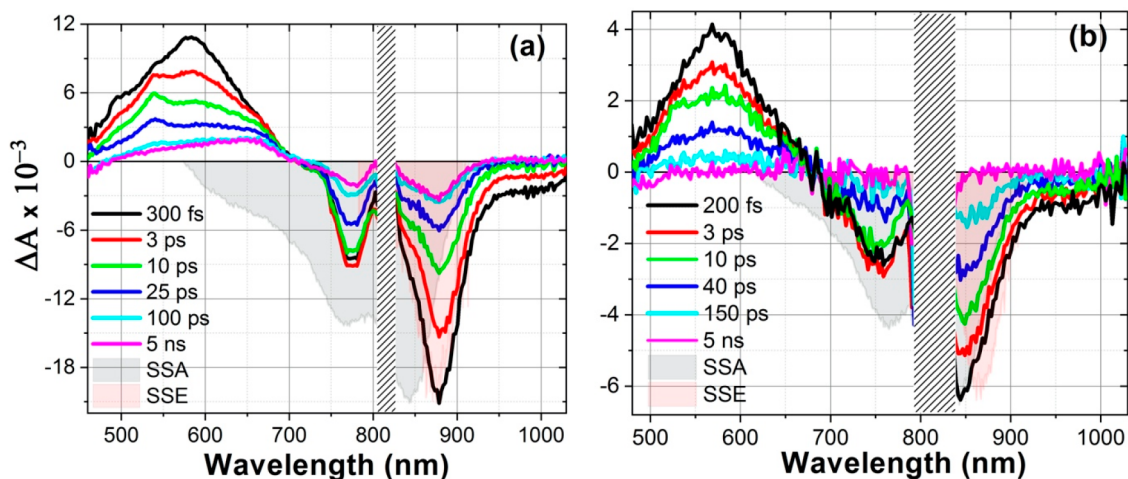 (a)
ΔA x 10⁻³
12
6
0
-6
-12
-18
300 fs
3 ps
10 ps
25 ps
100 ps
5 ns
SSA
SSE
500 600 700 800 900 1000
Wavelength (nm)
(b)
4
2
0
-2
-4
-6
200 fs
3 ps
10 ps
40 ps
150 ps
5 ns
SSA
SSE
500 600 700 800 900 1000
Wavelength (nm)